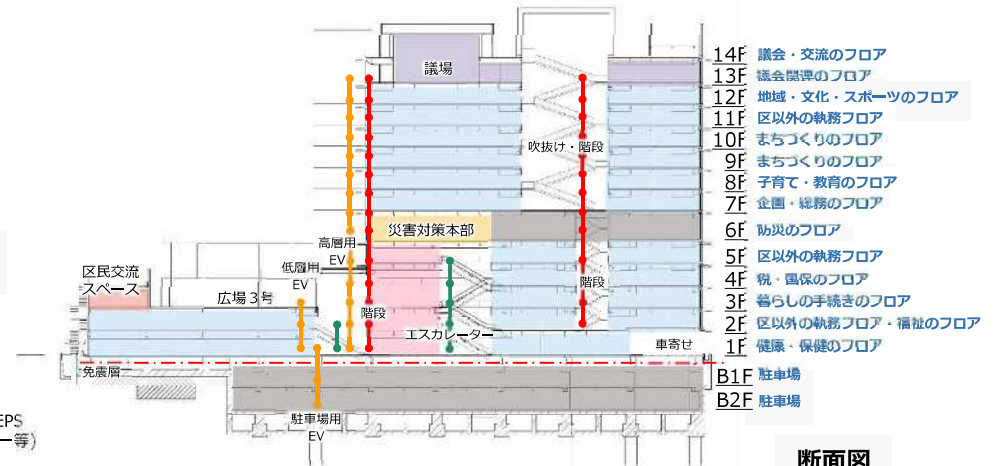 議場
14F 議会・交流のフロア
13F 議会関連のフロア
12F 地域・文化・スポーツのフロア
11F 区以外の執務フロア
10F まちづくりのフロア
9F まちづくりのフロア
8F 子育て・教育のフロア
7F 企画・総務のフロア
6F 防災のフロア
5F 区以外の執務フロア
4F 税・国保のフロア
3F 暮らしの手続きのフロア
2F 区以外の執務フロア・福祉のフロア
1F 健康・保健のフロア
B1F 駐車場
B2F 駐車場
吹抜け・階段
災害対策本部
高層用
EV
低層用
EV
区民交流
スペース
広場３号
階段
階段
エスカレーター
車寄せ
免震層
駐車場用
EV
EPS
ー等)
断面図